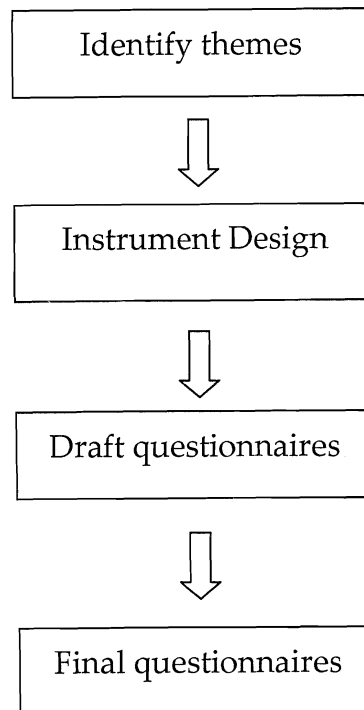 Identify themes
Instrument Design
Draft questionnaires
Final questionnaires